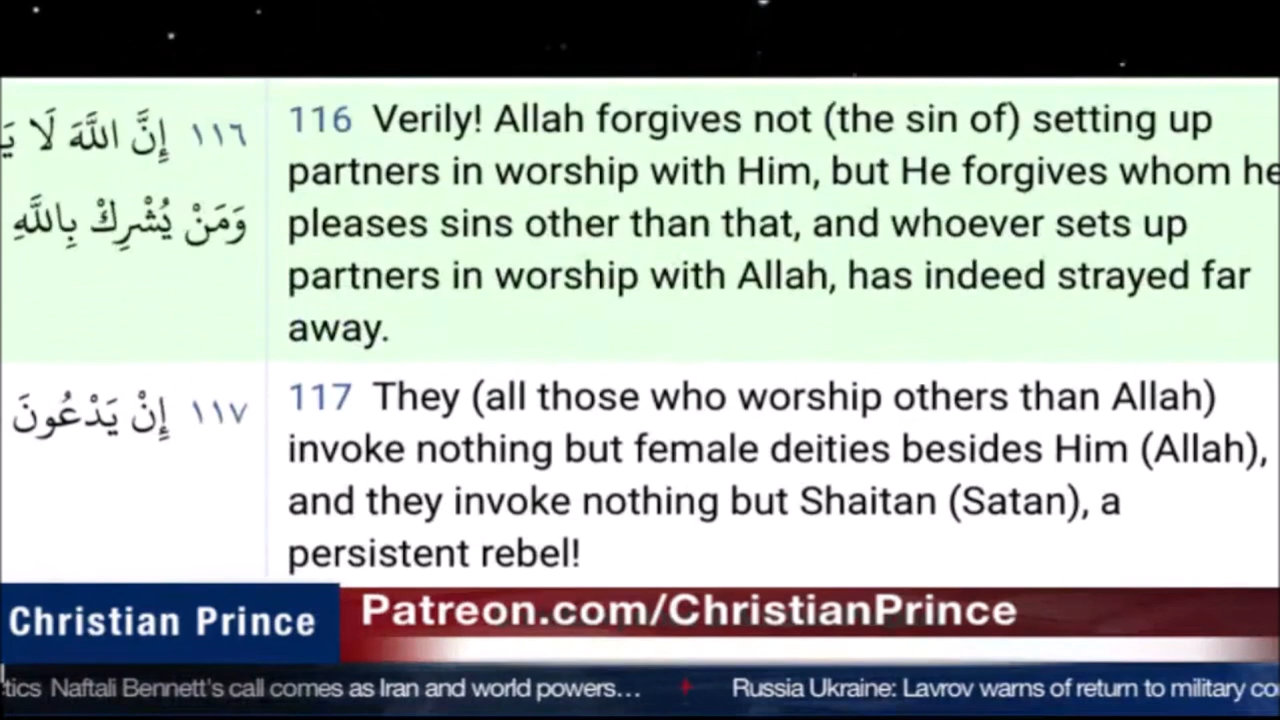 ١١٦ إِنَّ اللَّهَ لَا
وَمَنْ يُشْرِكْ بِاللَّهِ
116 Verily! Allah forgives not (the sin of) setting up
partners in worship with Him, but He forgives whom he
pleases sins other than that, and whoever sets up
partners in worship with Allah, has indeed strayed far
away.
١١٧ إِنْ يَدْعُونَ
117 They (all those who worship others than Allah)
invoke nothing but female deities besides Him (Allah),
and they invoke nothing but Shaitan (Satan), a
persistent rebel!
Christian Prince
Patreon.com/ChristianPrince
tics Naftali Bennett's call comes as Iran and world powers... Russia Ukraine: Lavrov warns of return to military co